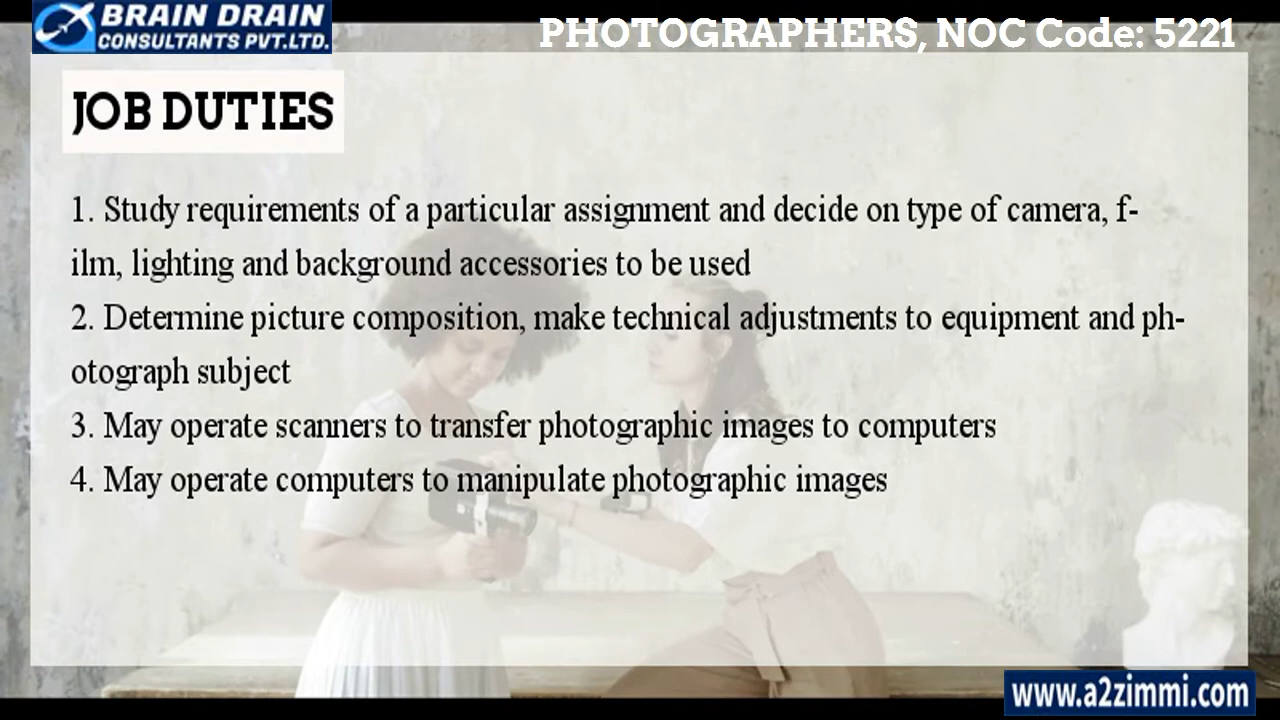 BRAIN DRAIN
CONSULTANTS PVT.LTD.
PHOTOGRAPHERS, NOC Code: 5221
JOB DUTIES
1. Study requirements of a particular assignment and decide on type of camera, f-
ilm, lighting and background accessories to be used
2. Determine picture composition, make technical adjustments to equipment and ph-
otograph subject
3. May operate scanners to transfer photographic images to computers
4. May operate computers to manipulate photographic images
www.a2zimmi.com